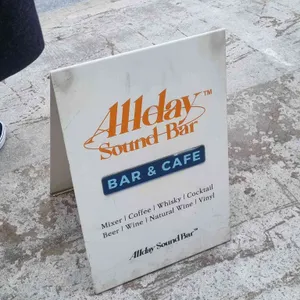 Allday™
Sound Bar
BAR & CAFE
Mixer | Coffee | Whisky | Cocktail
Beer | Wine | Natural Wine | Vinyl
Allday Sound Bar™